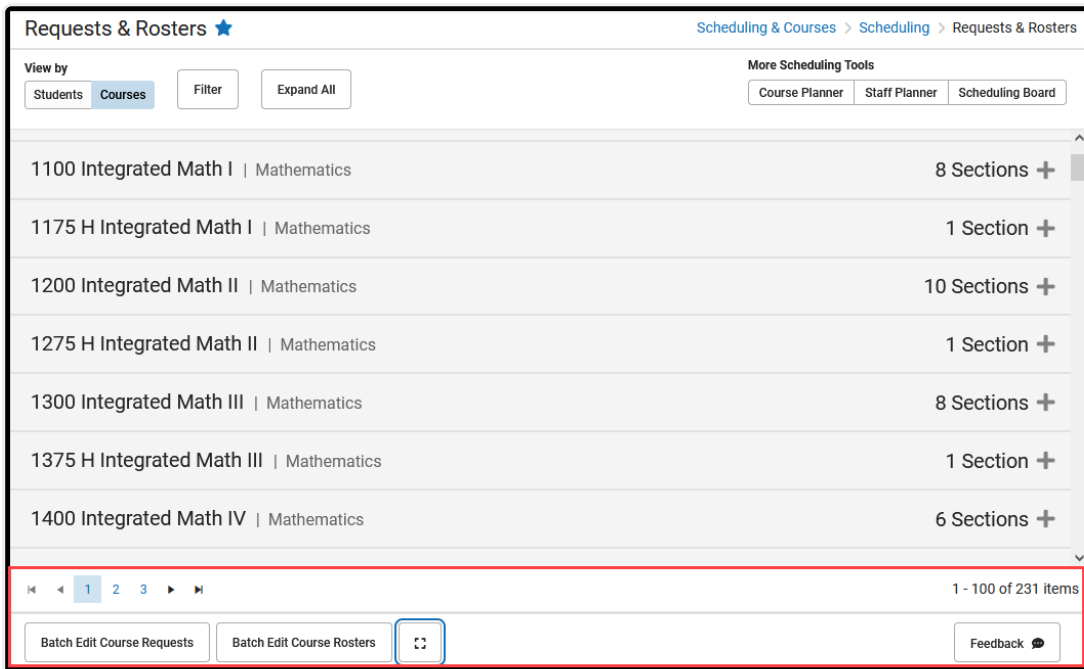 Requests & Rosters
Scheduling & Courses > Scheduling > Requests & Rosters
View by
Students Courses Filter Expand All
More Scheduling Tools
Course Planner Staff Planner Scheduling Board
1100 Integrated Math I | Mathematics 8 Sections
1175 H Integrated Math I | Mathematics 1 Section
1200 Integrated Math II | Mathematics 10 Sections
1275 H Integrated Math II | Mathematics 1 Section
1300 Integrated Math III | Mathematics 8 Sections
1375 H Integrated Math III | Mathematics 1 Section
1400 Integrated Math IV | Mathematics 6 Sections
1 2 3 1 - 100 of 231 items
Batch Edit Course Requests Batch Edit Course Rosters Feedback